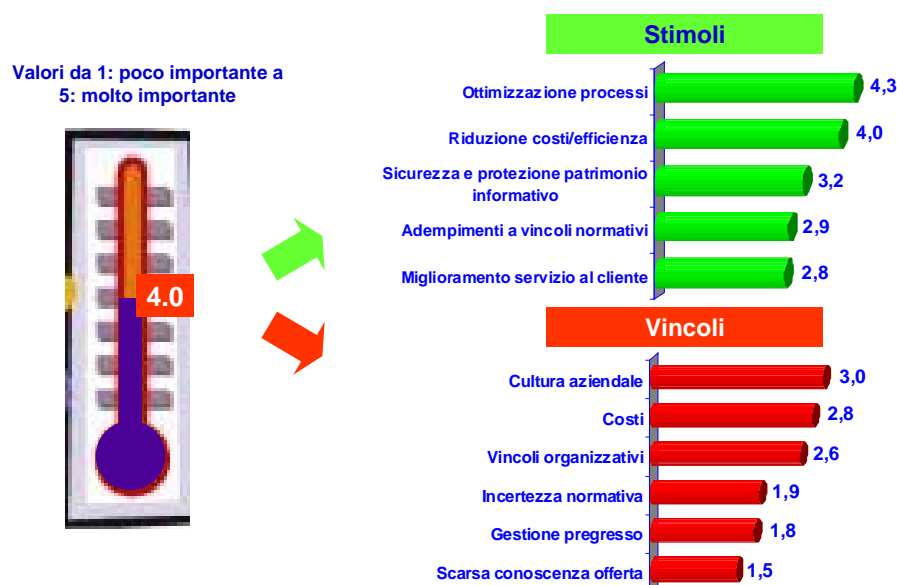 Valori da 1: poco importante a
5: molto importante
4.0
Stimoli
Ottimizzazione processi 4,3
Riduzione costi/efficienza 4,0
Sicurezza e protezione patrimonio
informativo 3,2
Adempimenti a vincoli normativi 2,9
Miglioramento servizio al cliente 2,8
Vincoli
Cultura aziendale 3,0
Costi 2,8
Vincoli organizzativi 2,6
Incertezza normativa 1,9
Gestione pregresso 1,8
Scarsa conoscenza offerta 1,5